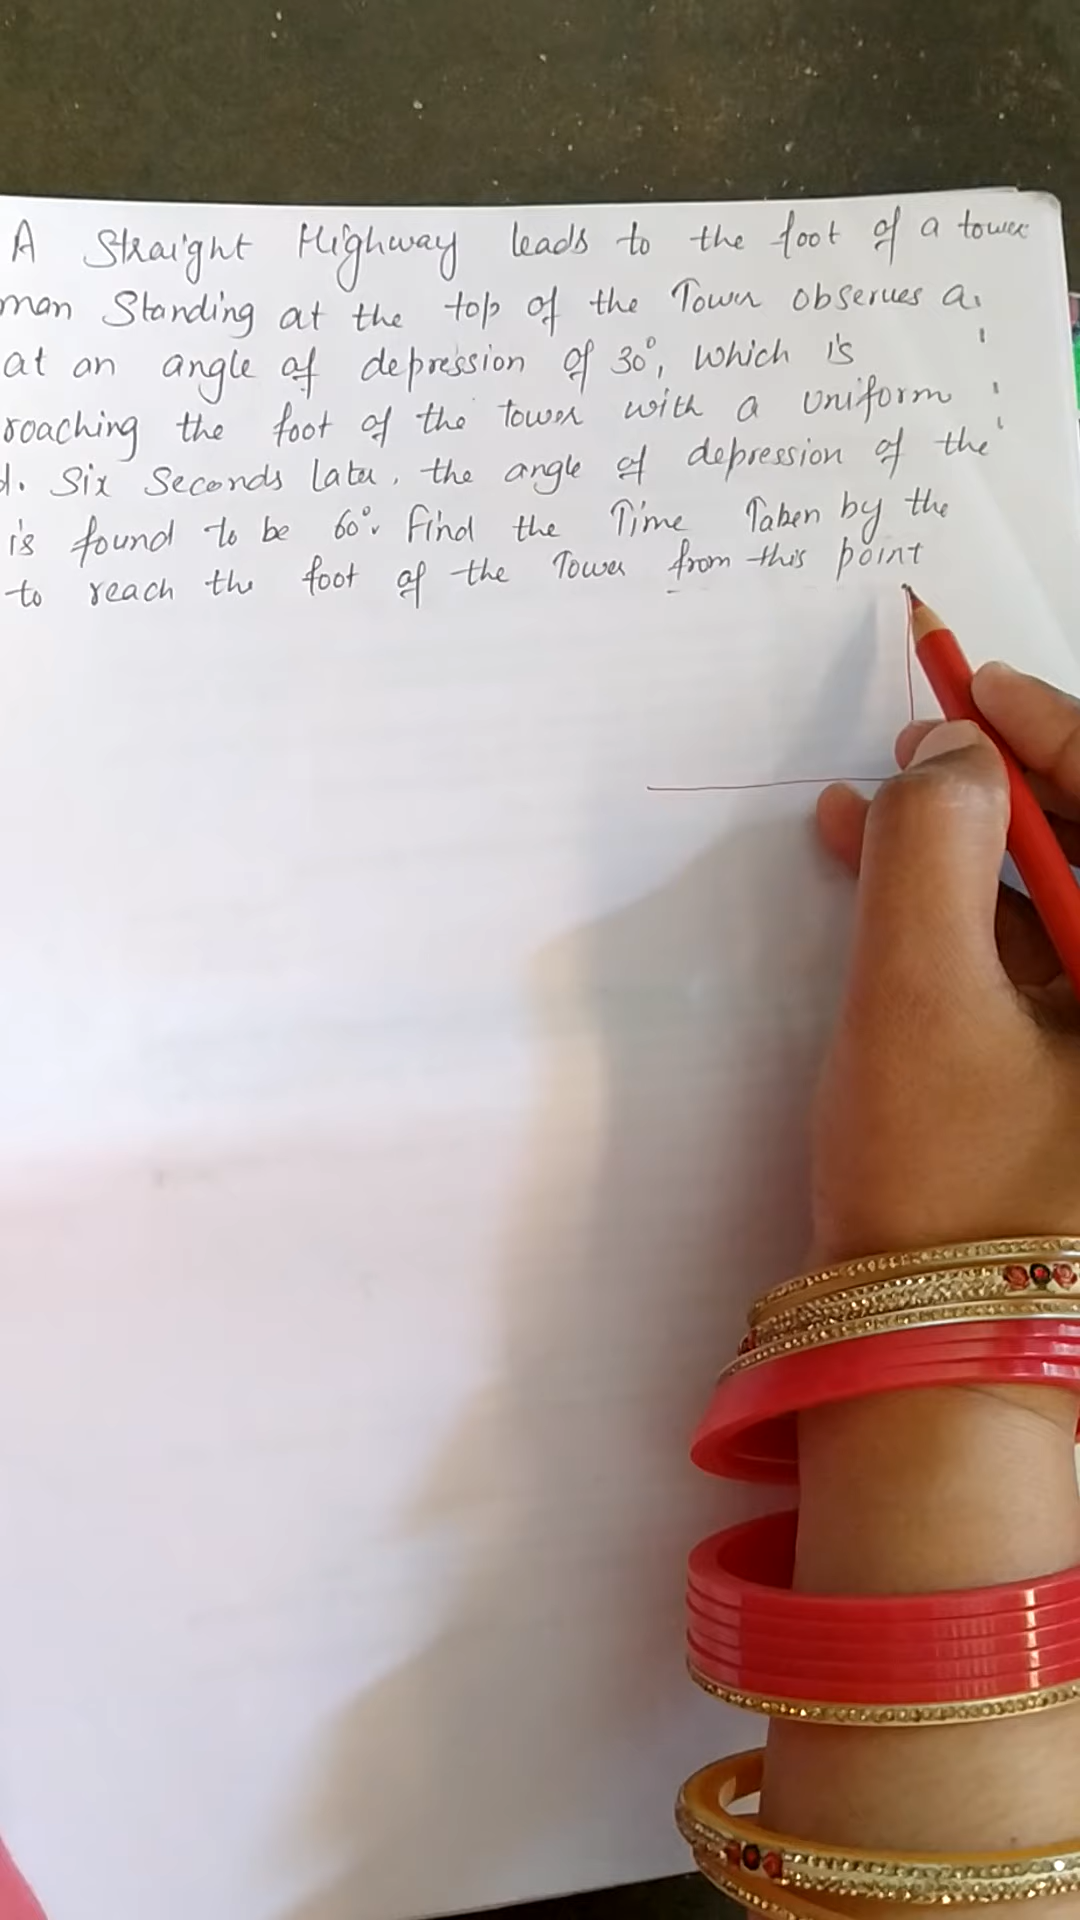 A Straight Highway leads to the foot of a tower
man Standing at the top of the Tower observes a
at an angle of depression of 30°, which is
roaching the foot of the tower with a uniform
d. Six Seconds Later, the angle of depression of the
is found to be 60°. Find the Time Taken by the
to reach the foot of the Tower from this point